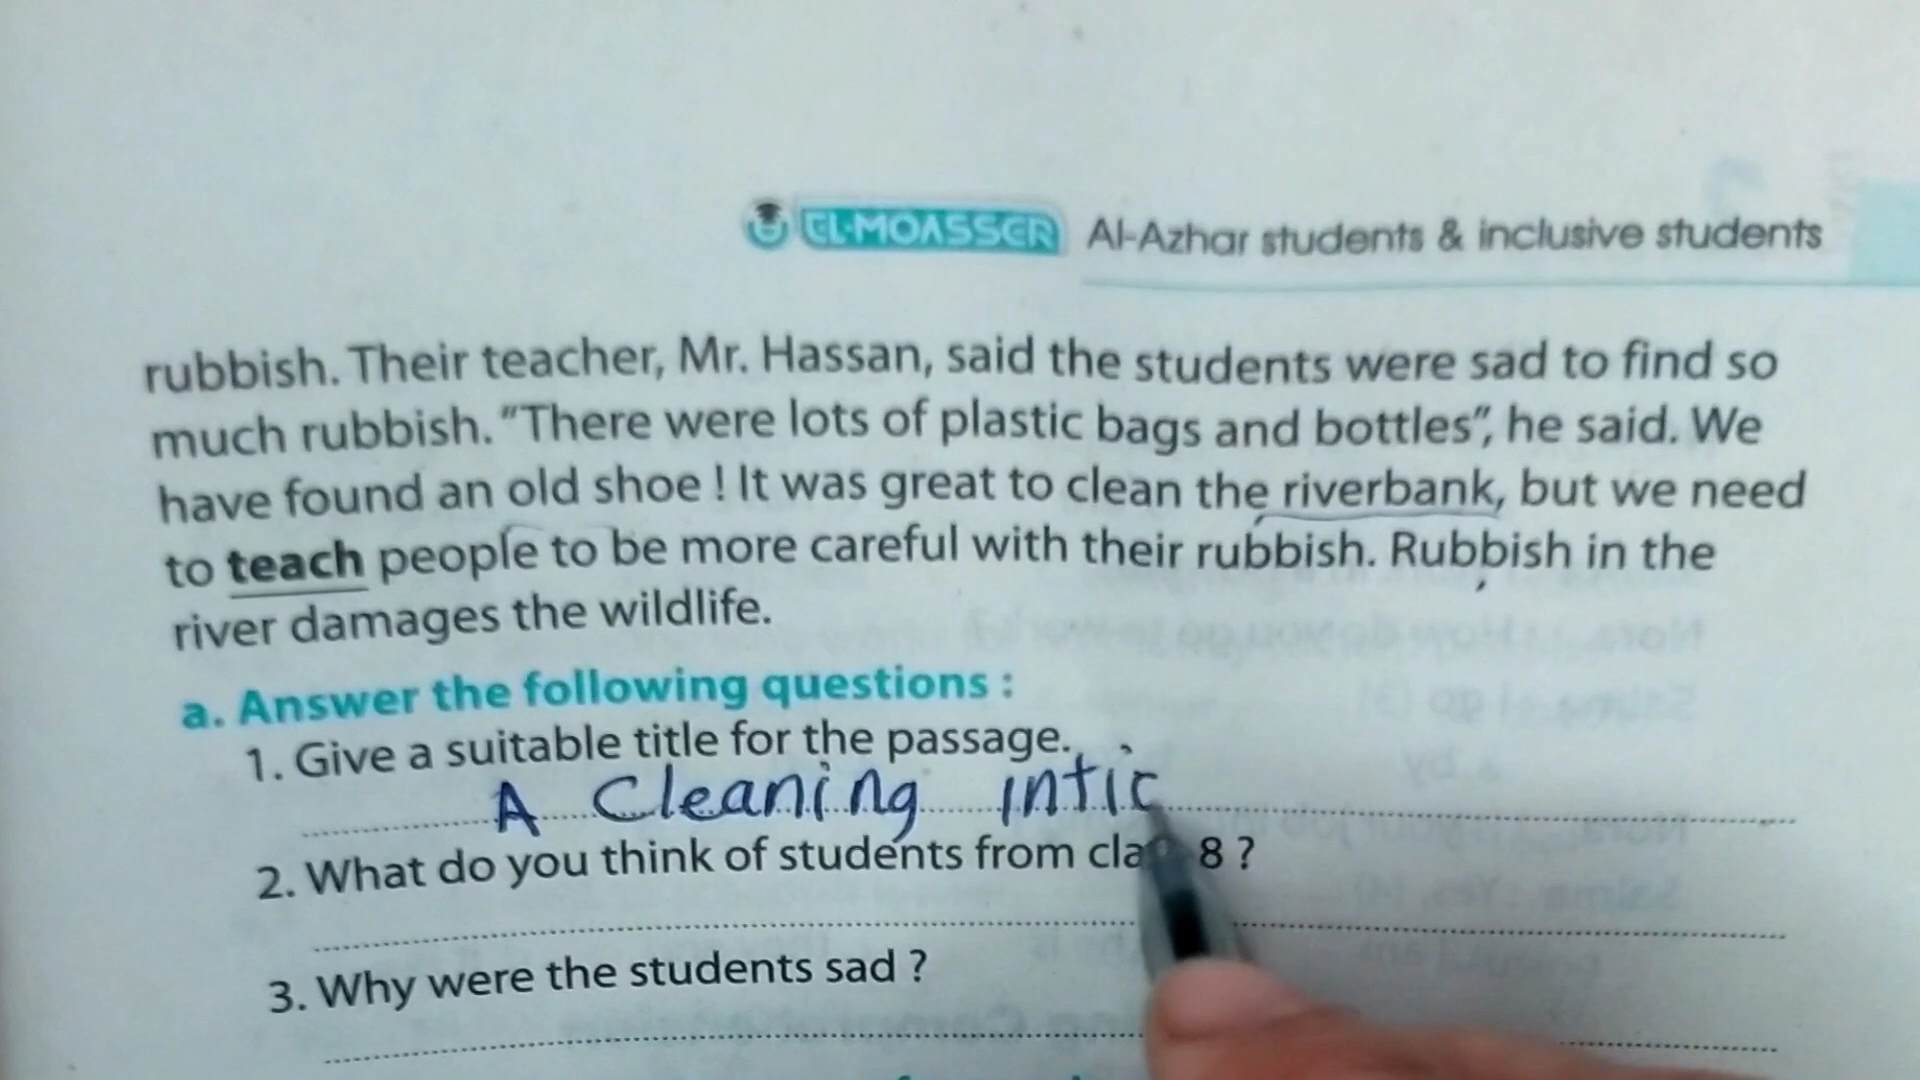 EL-MOASSER Al-Azhar students & inclusive students
rubbish. Their teacher, Mr. Hassan, said the students were sad to find so
much rubbish. "There were lots of plastic bags and bottles", he said. We
have found an old shoe ! It was great to clean the riverbank, but we need
to teach people to be more careful with their rubbish. Rubbish in the
river damages the wildlife.
a. Answer the following questions :
1. Give a suitable title for the passage.
A Cleaning intic
2. What do you think of students from cla 8 ?
3. Why were the students sad ?